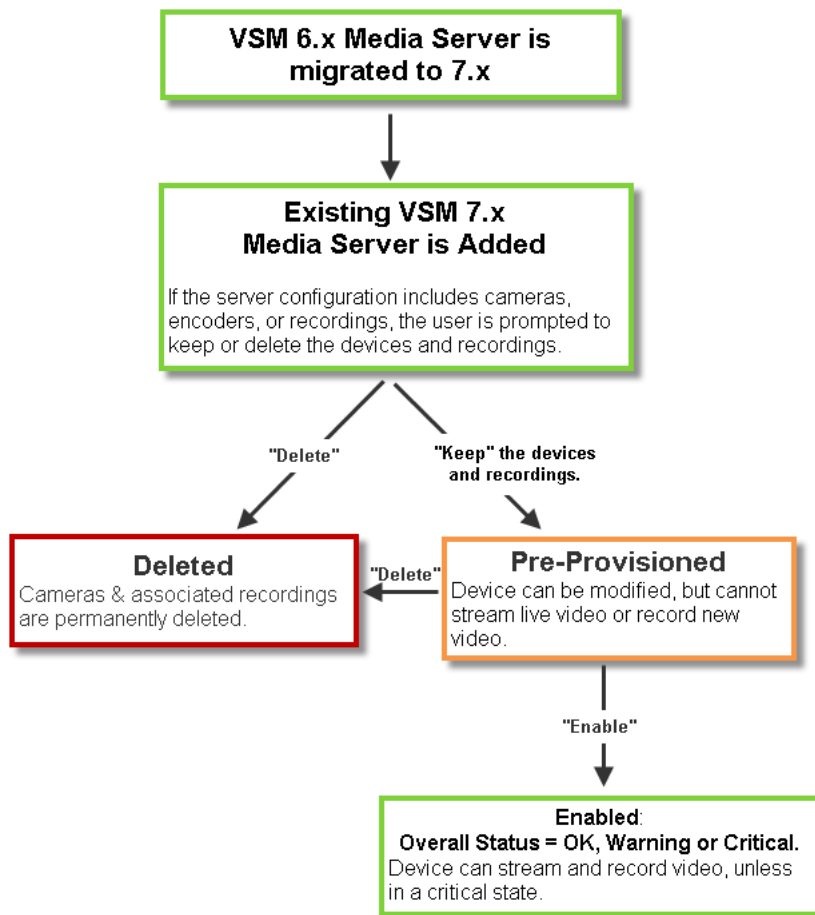 VSM 6.x Media Server is
migrated to 7.x
Existing VSM 7.x
Media Server is Added
If the server configuration includes cameras,
encoders, or recordings, the user is prompted to
keep or delete the devices and recordings.
"Delete"
"Keep" the devices
and recordings.
Deleted
Cameras & associated recordings
are permanently deleted.
"Delete"
Pre-Provisioned
Device can be modified, but cannot
stream live video or record new
video.
"Enable"
Enabled:
Overall Status = OK, Warning or Critical.
Device can stream and record video, unless
in a critical state.